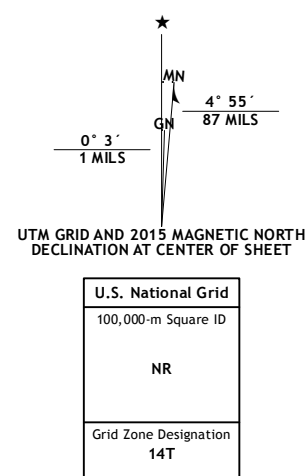 ★
MN
4° 55´
87 MILS
GN
0° 3´
1 MILS
UTM GRID AND 2015 MAGNETIC NORTH
DECLINATION AT CENTER OF SHEET
U.S. National Grid
100,000-m Square ID
NR
Grid Zone Designation
14T